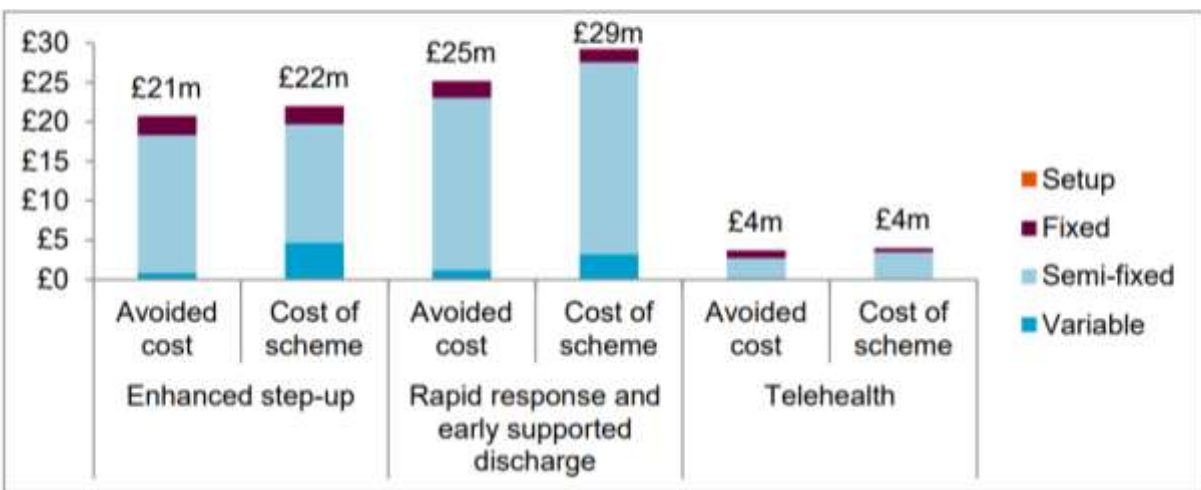 £30
£25
£20
£15
£10
£5
£0
£21m
£22m
£25m
£29m
£4m
£4m
Avoided
cost
Cost of
scheme
Avoided
cost
Cost of
scheme
Avoided
cost
Cost of
scheme
Enhanced step-up
Rapid response and
early supported
discharge
Telehealth
Setup
Fixed
Semi-fixed
Variable